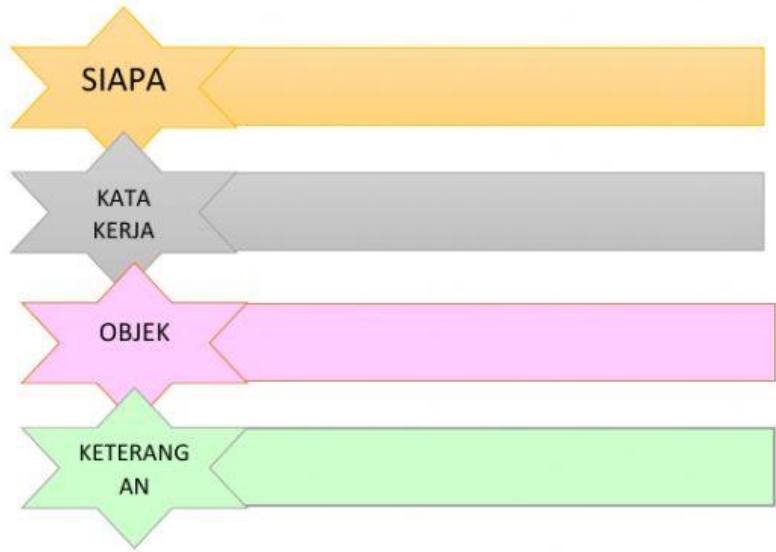 SIAPA
KATA
KERJA
OBJEK
KETERANG
AN